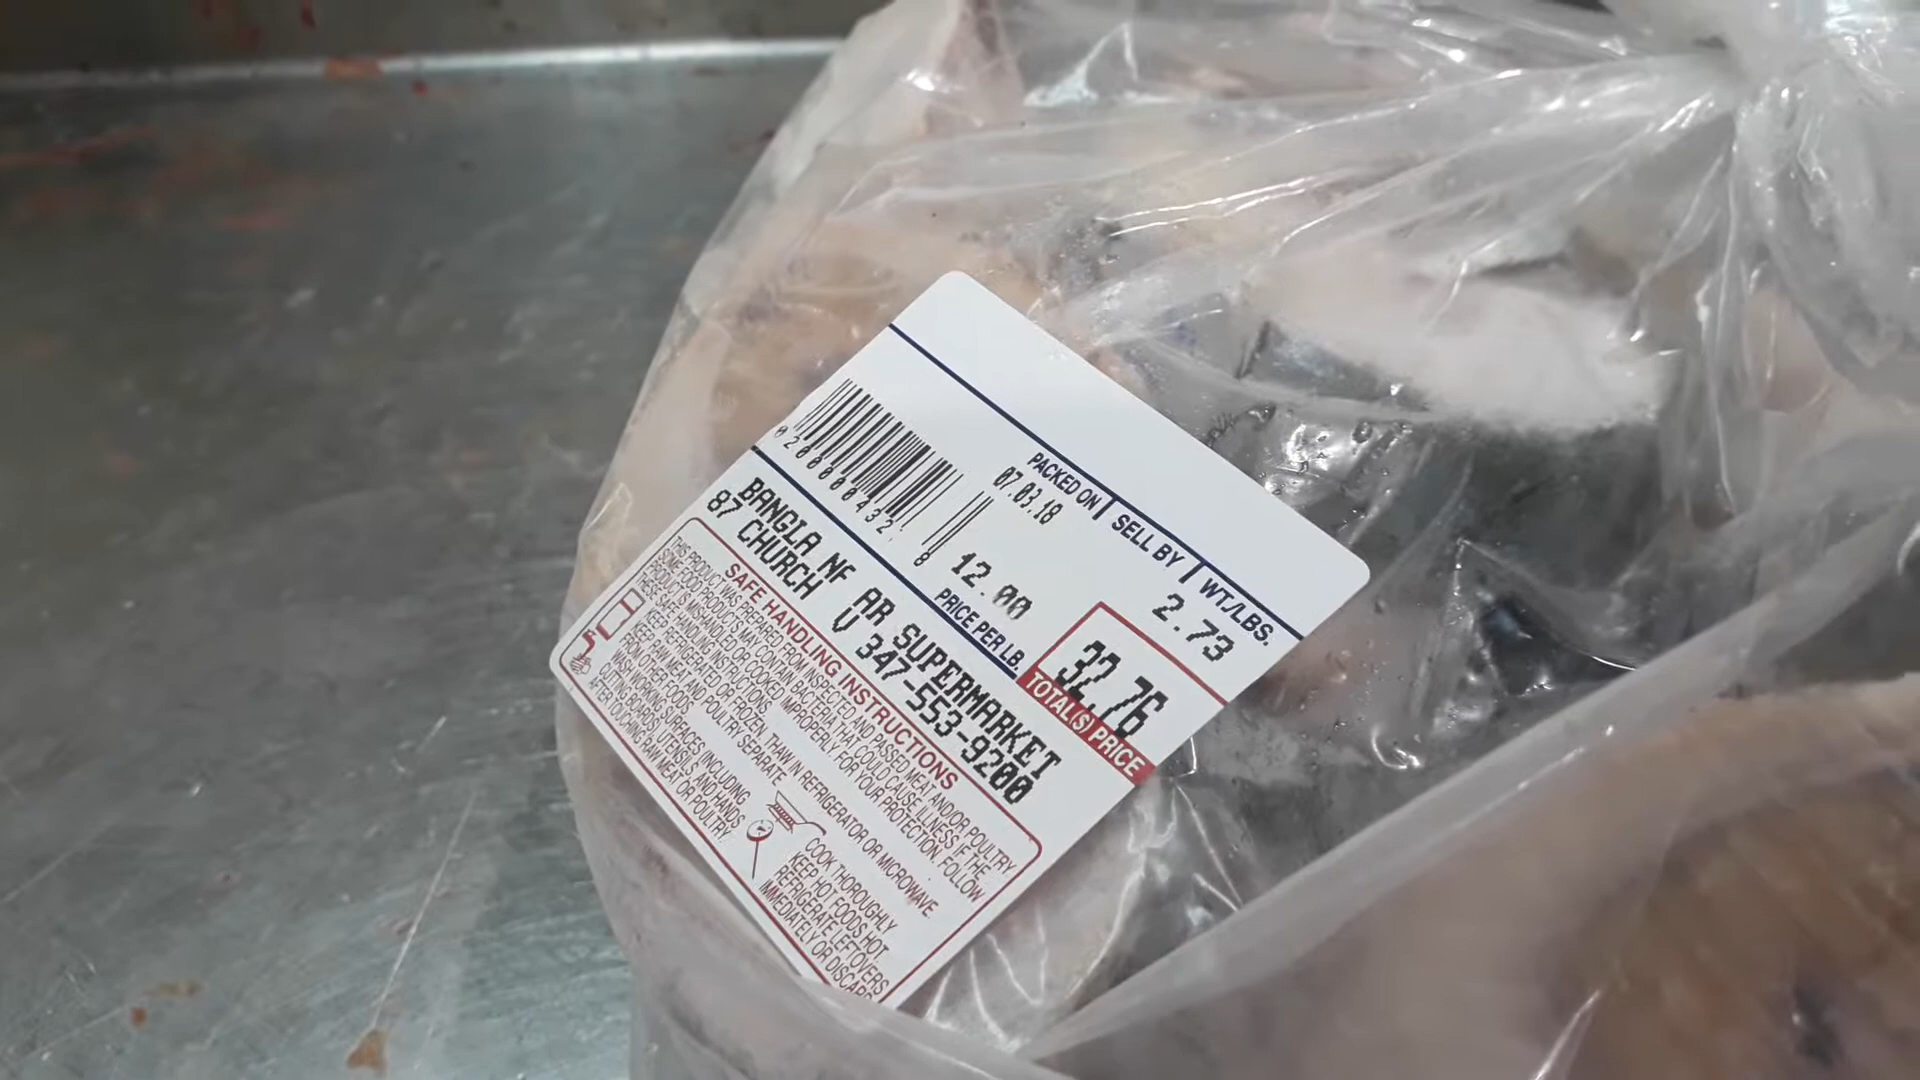 PACKED ON SELL BY WT./LBS.
07.03.18 2.73
0 20000 00432 8
12.00 32.76
PRICE PER LB. TOTAL(S) PRICE
BANGLA NF AR SUPERMARKET
87 CHURCH V 347-553-9200
SAFE HANDLING INSTRUCTIONS
THIS PRODUCT WAS PREPARED FROM INSPECTED AND PASSED MEAT AND/OR POULTRY
SOME FOOD PRODUCTS MAY CONTAIN BACTERIA THAT COULD CAUSE ILLNESS IF THE
PRODUCT IS MISHANDLED OR COOKED IMPROPERLY. FOR YOUR PROTECTION, FOLLOW
THESE SAFE HANDLING INSTRUCTIONS.
KEEP REFRIGERATED OR FROZEN. THAW IN REFRIGERATOR OR MICROWAVE
KEEP RAW MEAT AND POULTRY SEPARATE
FROM OTHER FOODS.
WASH WORKING SURFACES (INCLUDING
CUTTING BOARDS), UTENSILS, AND HANDS
AFTER TOUCHING RAW MEAT OR POULTRY.
COOK THOROUGHLY
KEEP HOT FOODS HOT.
REFRIGERATE LEFTOVERS
IMMEDIATELY OR DISCARD